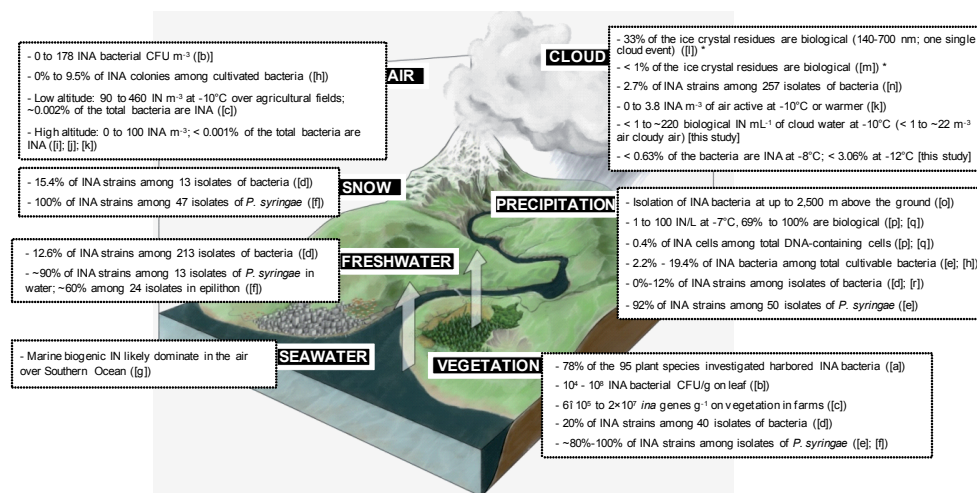 - 0 to 178 INA bacterial CFU m⁻³ ([b)]
- 0% to 9.5% of INA colonies among cultivated bacteria ([h])
- Low altitude: 90 to 460 IN m⁻³ at -10°C over agricultural fields;
~0.002% of the total bacteria are INA ([c])
- High altitude: 0 to 100 INA m⁻³; < 0.001% of the total bacteria are
INA ([i]; [j]; [k])
AIR
CLOUD
- 33% of the ice crystal residues are biological (140-700 nm; one single
cloud event) ([l]) *
- < 1% of the ice crystal residues are biological ([m]) *
- 2.7% of INA strains among 257 isolates of bacteria ([n])
- 0 to 3.8 INA m⁻³ of air active at -10°C or warmer ([k])
- < 1 to ~220 biological IN mL⁻¹ of cloud water at -10°C (< 1 to ~22 m⁻³
air cloudy air) [this study]
- < 0.63% of the bacteria are INA at -8°C; < 3.06% at -12°C [this study]
- 15.4% of INA strains among 13 isolates of bacteria ([d])
- 100% of INA strains among 47 isolates of P. syringae ([f])
SNOW
PRECIPITATION
- Isolation of INA bacteria at up to 2,500 m above the ground ([o])
- 1 to 100 IN/L at -7°C, 69% to 100% are biological ([p]; [q])
- 0.4% of INA cells among total DNA-containing cells ([p]; [q])
- 2.2% - 19.4% of INA bacteria among total cultivable bacteria ([e]; [h])
- 0%-12% of INA strains among isolates of bacteria ([d]; [r])
- 92% of INA strains among 50 isolates of P. syringae ([e])
- 12.6% of INA strains among 213 isolates of bacteria ([d])
- ~90% of INA strains among 13 isolates of P. syringae in
water; ~60% among 24 isolates in epilithon ([f])
FRESHWATER
- Marine biogenic IN likely dominate in the air
over Southern Ocean ([g])
SEAWATER
VEGETATION
- 78% of the 95 plant species investigated harbored INA bacteria ([a])
- 10⁴ - 10⁸ INA bacterial CFU/g on leaf ([b])
- 6î 10⁵ to 2×10⁷ ina genes g⁻¹ on vegetation in farms ([c])
- 20% of INA strains among 40 isolates of bacteria ([d])
- ~80%-100% of INA strains among isolates of P. syringae ([e]; [f])